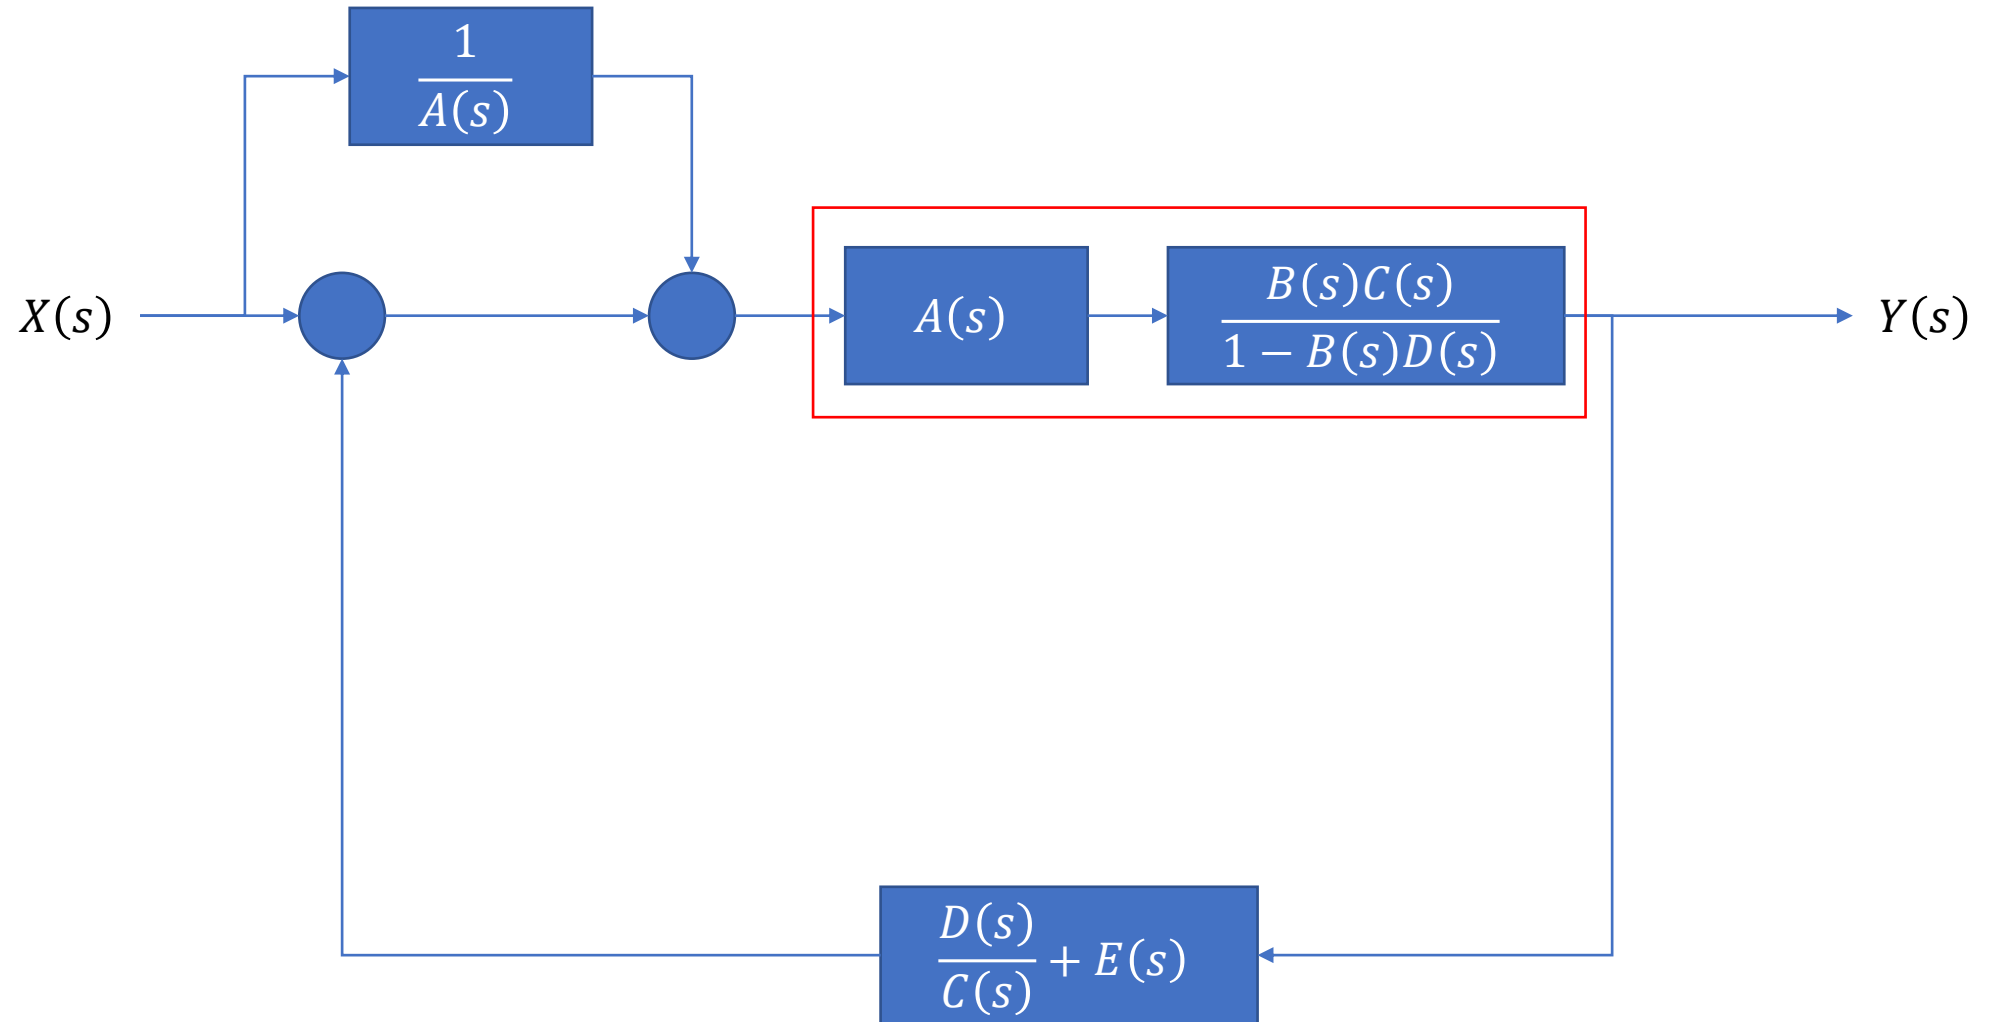 1
A(s)
X(s)
A(s)
B(s)C(s)
1 − B(s)D(s)
Y(s)
D(s)
C(s)
+ E(s)